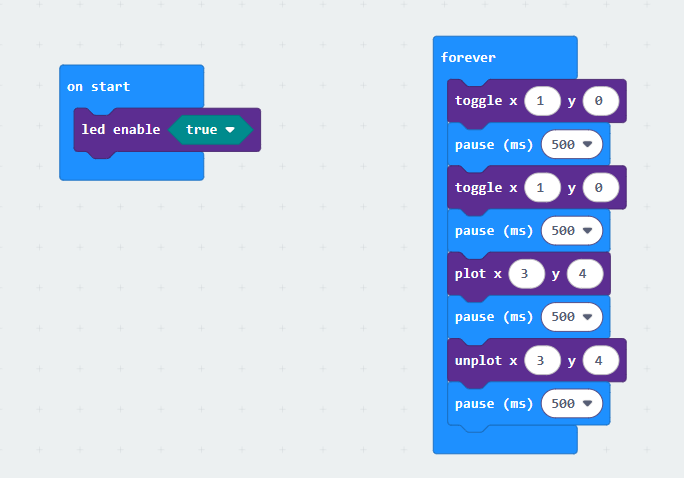 on start
led enable true
forever
toggle x 1 y 0
pause (ms) 500
toggle x 1 y 0
pause (ms) 500
plot x 3 y 4
pause (ms) 500
unplot x 3 y 4
pause (ms) 500